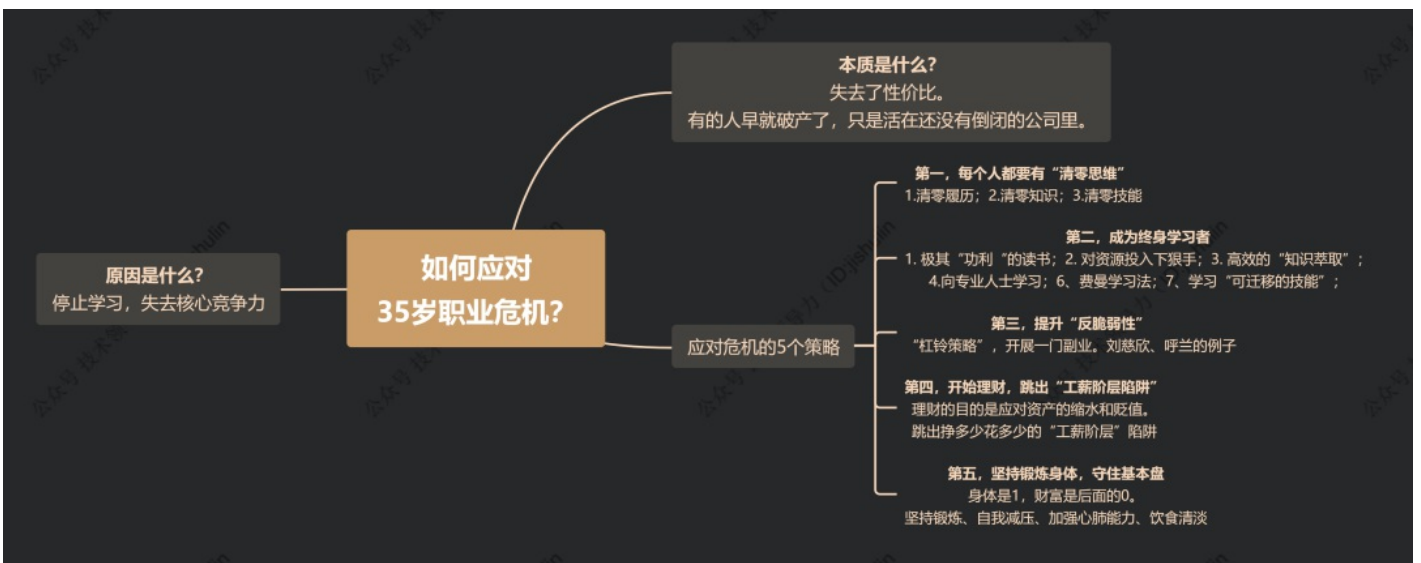 本质是什么？
失去了性价比。
有的人早就破产了，只是活在还没有倒闭的公司里。
原因是什么？
停止学习，失去核心竞争力
如何应对
35岁职业危机？
应对危机的5个策略
第一，每个人都要有“清零思维”
1.清零履历；2.清零知识；3.清零技能
第二，成为终身学习者
1. 极其“功利“的读书；2. 对资源投入下狠手；3. 高效的“知识萃取”；
4.向专业人士学习；6、费曼学习法；7、学习“可迁移的技能”；
第三，提升“反脆弱性”
“杠铃策略”，开展一门副业。刘慈欣、呼兰的例子
第四，开始理财，跳出“工薪阶层陷阱”
理财的目的是应对资产的缩水和贬值。
跳出挣多少花多少的“工薪阶层”陷阱
第五，坚持锻炼身体，守住基本盘
身体是1，财富是后面的0。
坚持锻炼、自我减压、加强心肺能力、饮食清淡